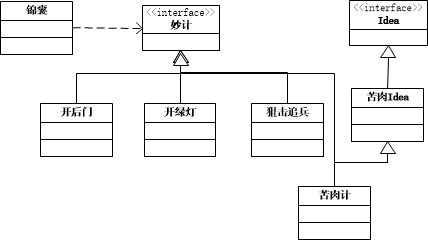 锦囊
<<interface>>
妙计
<<interface>>
Idea
苦肉Idea
开后门
开绿灯
狙击追兵
苦肉计